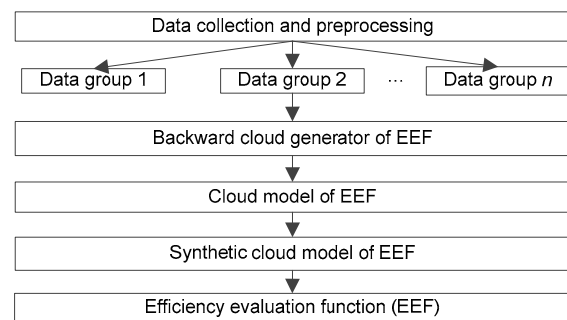 Data collection and preprocessing
Data group 1 Data group 2 ... Data group n
Backward cloud generator of EEF
Cloud model of EEF
Synthetic cloud model of EEF
Efficiency evaluation function (EEF)